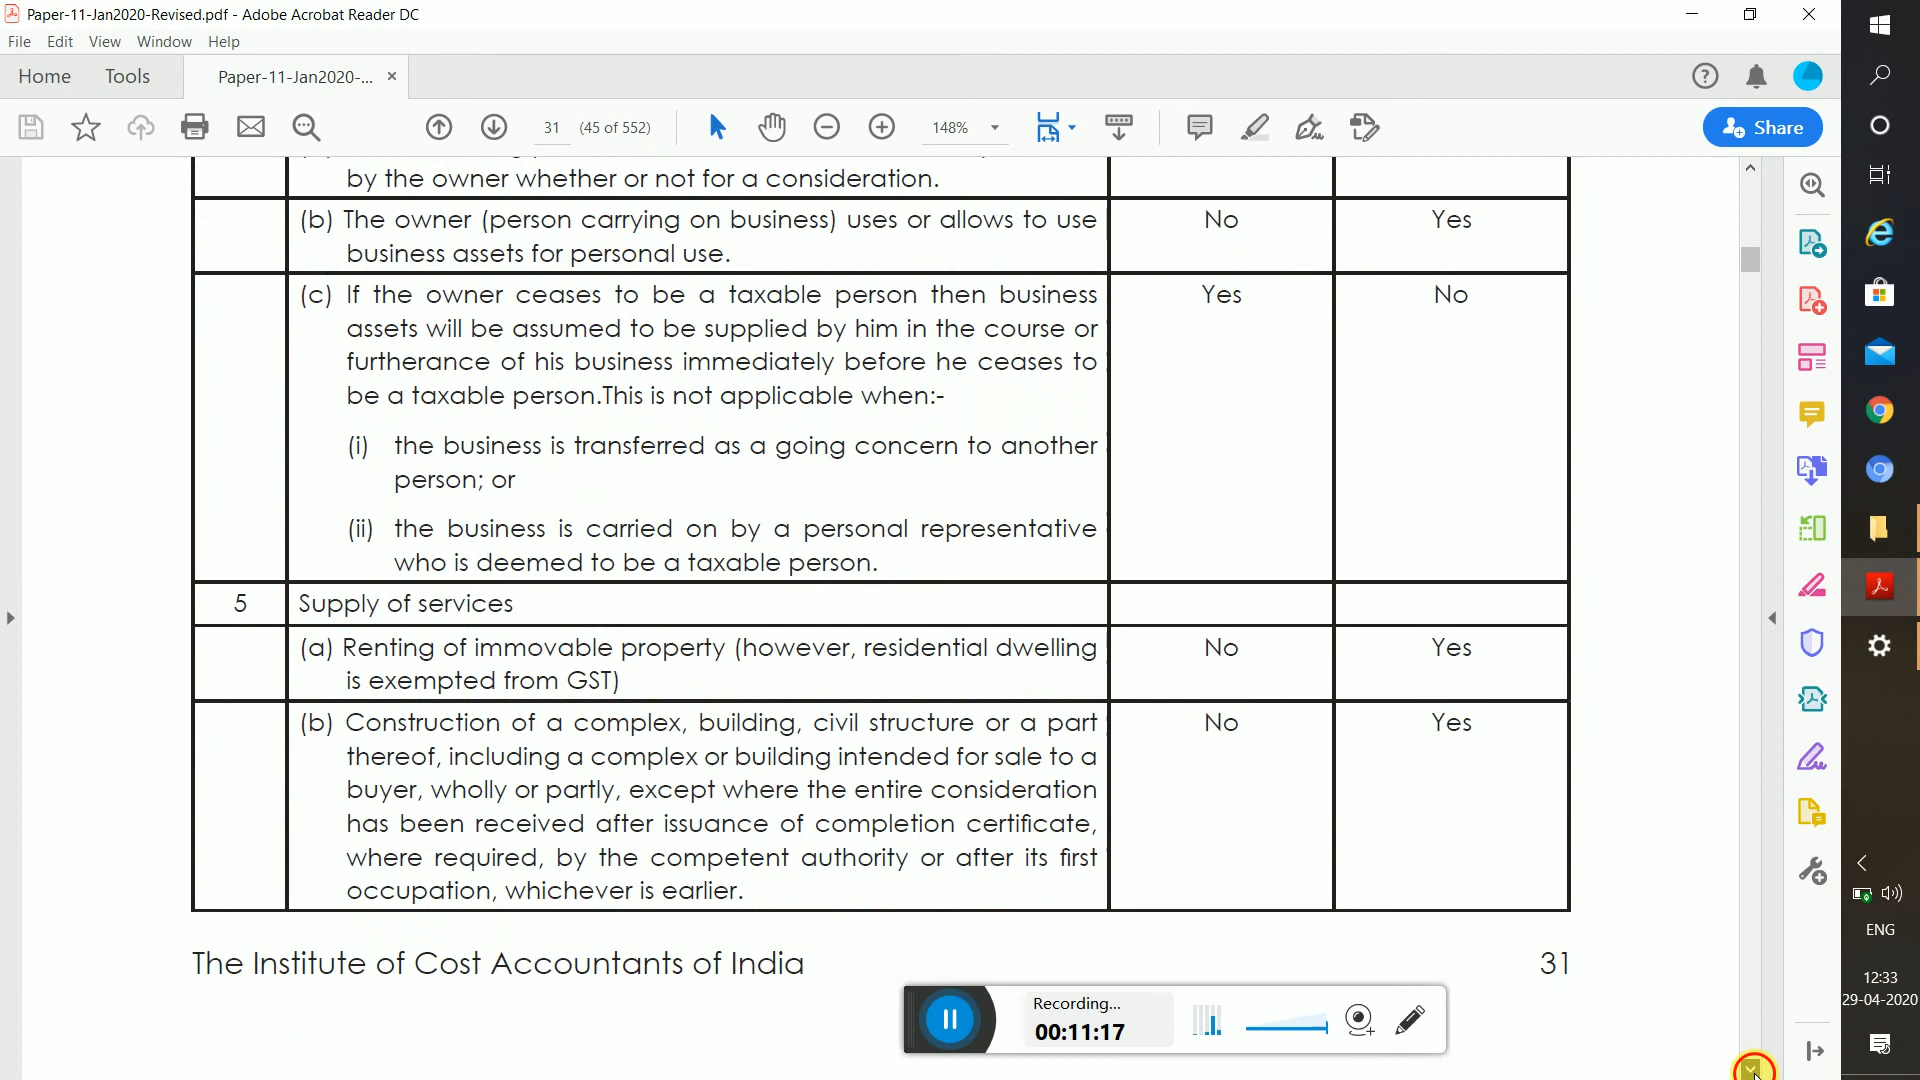 Paper-11-Jan2020-Revised.pdf - Adobe Acrobat Reader DC
File Edit View Window Help
Home Tools Paper-11-Jan2020-... ×
31 (45 of 552) 148% Share
by the owner whether or not for a consideration.
(b) The owner (person carrying on business) uses or allows to use No Yes
business assets for personal use.
(c) If the owner ceases to be a taxable person then business Yes No
assets will be assumed to be supplied by him in the course or
furtherance of his business immediately before he ceases to
be a taxable person.This is not applicable when:-
(i) the business is transferred as a going concern to another
person; or
(ii) the business is carried on by a personal representative
who is deemed to be a taxable person.
5 Supply of services
(a) Renting of immovable property (however, residential dwelling No Yes
is exempted from GST)
(b) Construction of a complex, building, civil structure or a part No Yes
thereof, including a complex or building intended for sale to a
buyer, wholly or partly, except where the entire consideration
has been received after issuance of completion certificate,
where required, by the competent authority or after its first
occupation, whichever is earlier.
The Institute of Cost Accountants of India 31
Recording...
00:11:17
ENG
12:33
29-04-2020